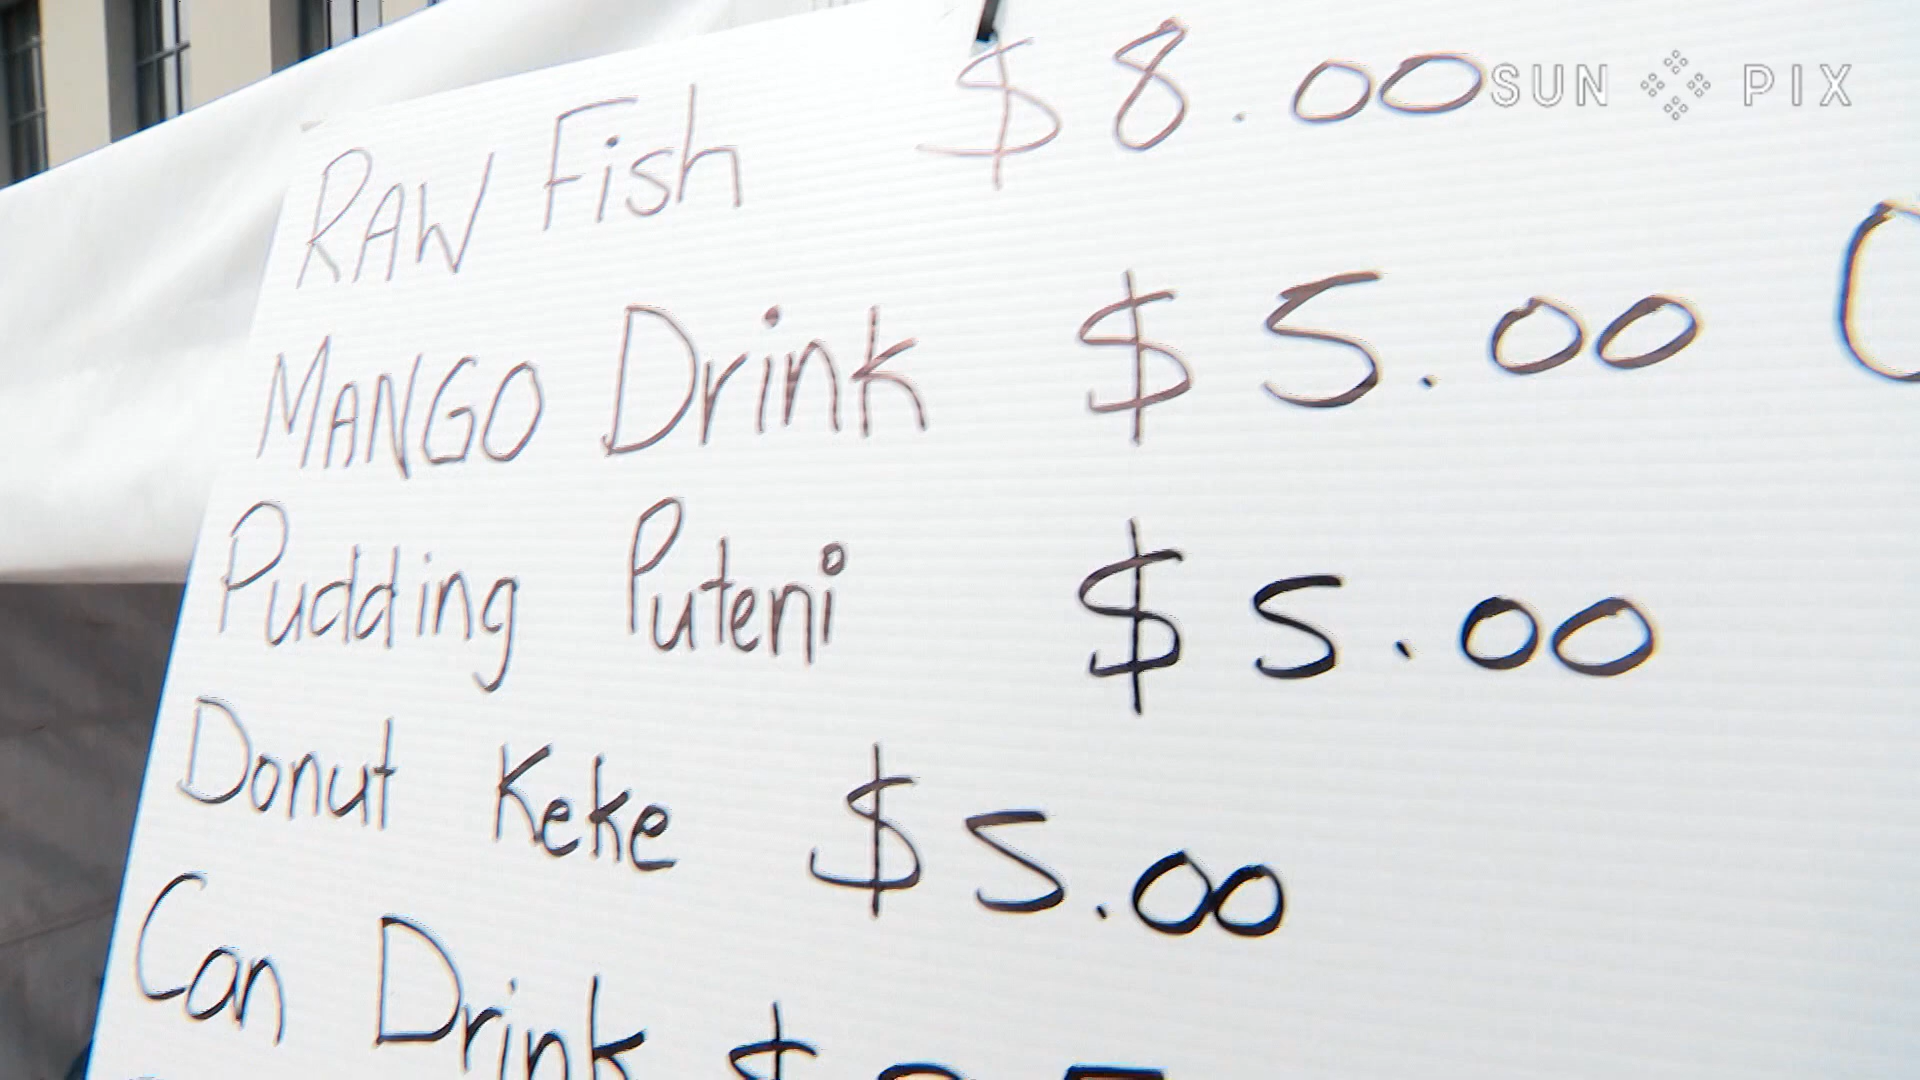 RAW Fish $8.00
SUN PIX
MANGO Drink $5.00
Pudding Puteni $5.00
Donut Keke $5.00
Can Drink $